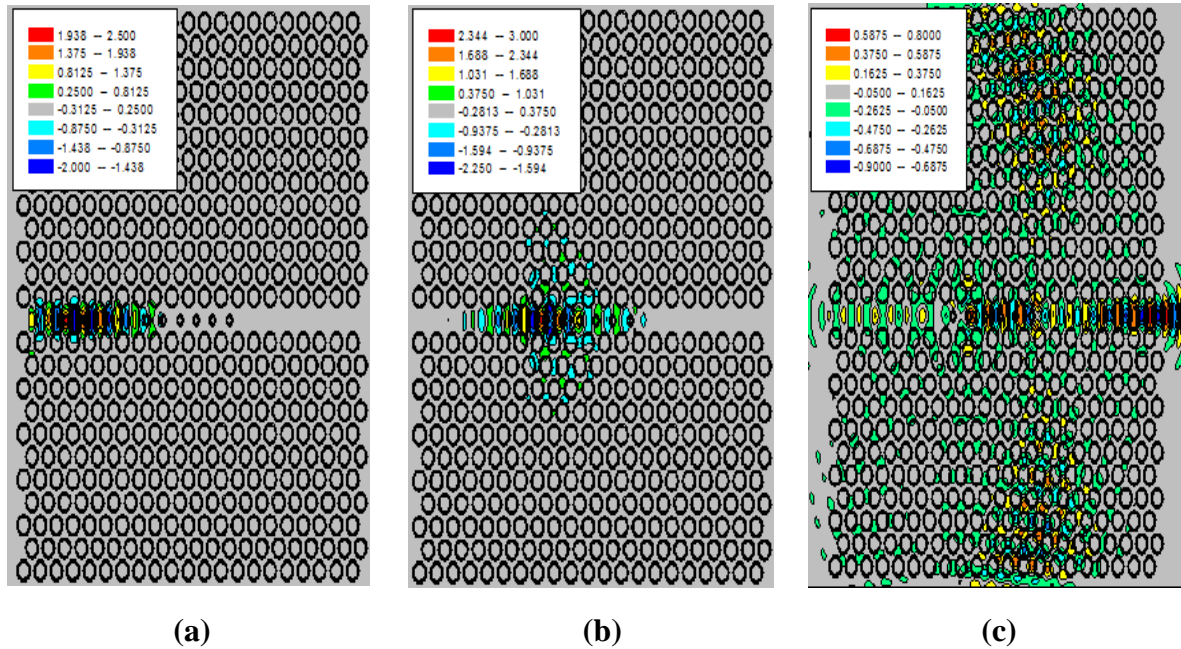 1.938 -- 2.500
1.375 -- 1.938
0.8125 -- 1.375
0.2500 -- 0.8125
-0.3125 -- 0.2500
-0.8750 -- -0.3125
-1.438 -- -0.8750
-2.000 -- -1.438
2.344 -- 3.000
1.688 -- 2.344
1.031 -- 1.688
0.3750 -- 1.031
-0.2813 -- 0.3750
-0.9375 -- -0.2813
-1.594 -- -0.9375
-2.250 -- -1.594
0.5875 -- 0.8000
0.3750 -- 0.5875
0.1625 -- 0.3750
-0.0500 -- 0.1625
-0.2625 -- -0.0500
-0.4750 -- -0.2625
-0.6875 -- -0.4750
-0.9000 -- -0.6875
(a)
(b)
(c)